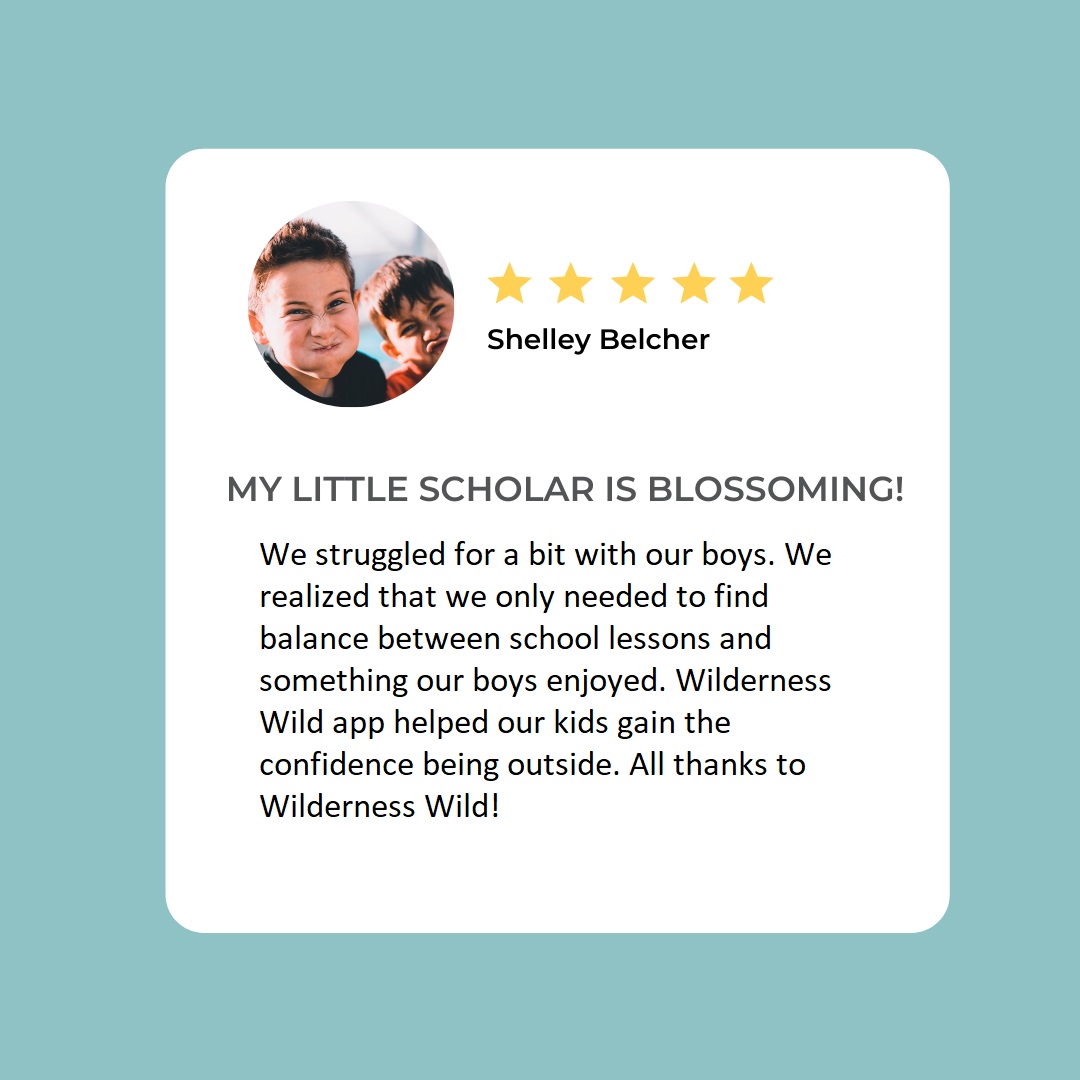 Shelley Belcher
MY LITTLE SCHOLAR IS BLOSSOMING!
We struggled for a bit with our boys. We
realized that we only needed to find
balance between school lessons and
something our boys enjoyed. Wilderness
Wild app helped our kids gain the
confidence being outside. All thanks to
Wilderness Wild!